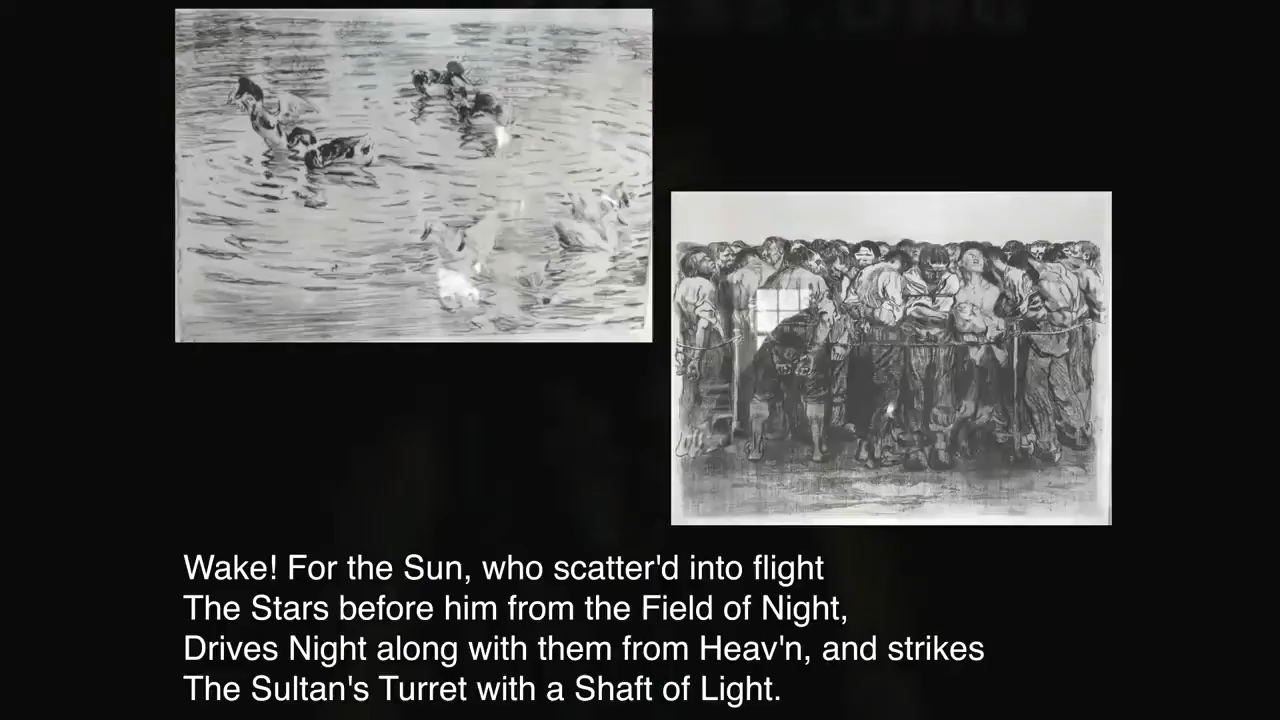 Wake! For the Sun, who scatter'd into flight
The Stars before him from the Field of Night,
Drives Night along with them from Heav'n, and strikes
The Sultan's Turret with a Shaft of Light.